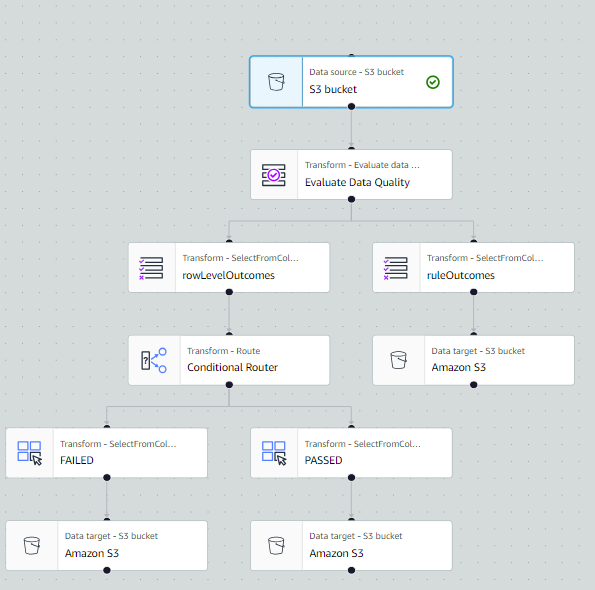 Data source - S3 bucket
S3 bucket
Transform - Evaluate data ...
Evaluate Data Quality
Transform - SelectFromCol...
rowLevelOutcomes
Transform - SelectFromCol...
ruleOutcomes
Transform - Route
Conditional Router
Data target - S3 bucket
Amazon S3
Transform - SelectFromCol...
FAILED
Transform - SelectFromCol...
PASSED
Data target - S3 bucket
Amazon S3
Data target - S3 bucket
Amazon S3